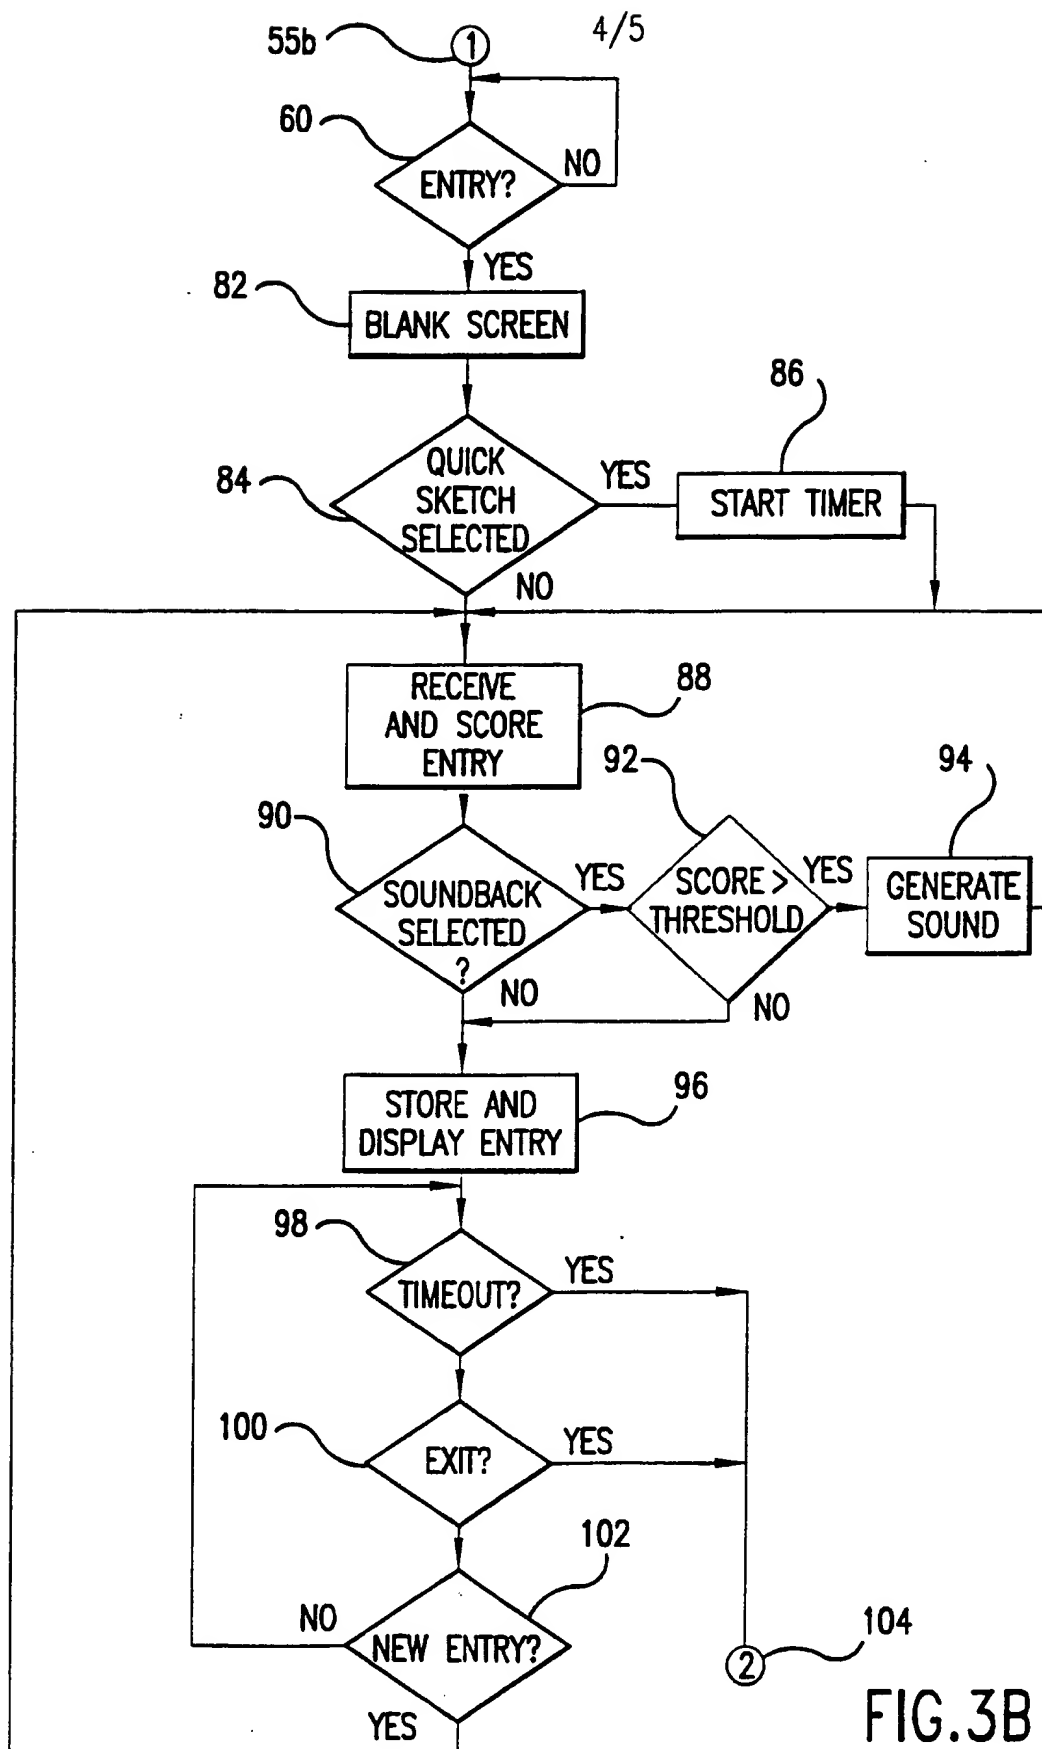 4/5
55b
1
60
ENTRY?
NO
YES
82
BLANK SCREEN
86
84
QUICK
SKETCH
SELECTED
YES
START TIMER
NO
RECEIVE
AND SCORE
ENTRY
88
92
94
90
SOUNDBACK
SELECTED
?
YES
SCORE >
THRESHOLD
YES
GENERATE
SOUND
NO
NO
STORE AND
DISPLAY ENTRY
96
98
TIMEOUT?
YES
100
EXIT?
YES
102
NO
NEW ENTRY?
104
2
YES
FIG.3B